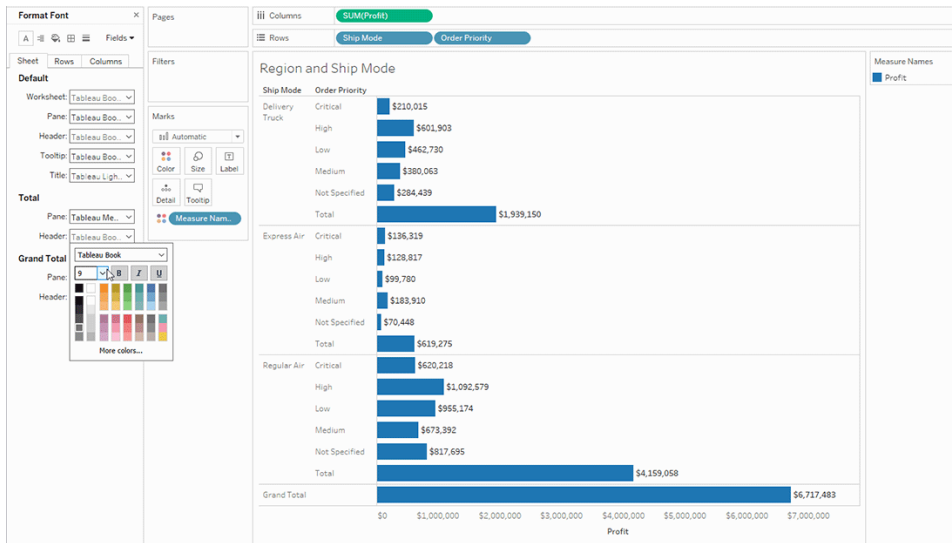 Format Font ×
A Fields
Sheet Rows Columns
Default
Worksheet: Tableau Boo..
Pane: Tableau Boo..
Header: Tableau Boo..
Tooltip: Tableau Boo..
Title: Tableau Ligh..
Total
Pane: Tableau Me..
Header: Tableau Boo..
Grand Total
Pane:
Header:
Tableau Book
9 B I U
More colors...
Pages
Filters
Marks
Automatic
Color Size Label
Detail Tooltip
Measure Nam..
Columns SUM(Profit)
Rows Ship Mode Order Priority
Region and Ship Mode
Ship Mode Order Priority
Delivery Truck Critical $210,015
High $601,903
Low $462,730
Medium $380,063
Not Specified $284,439
Total $1,939,150
Express Air Critical $136,319
High $128,817
Low $99,780
Medium $183,910
Not Specified $70,448
Total $619,275
Regular Air Critical $620,218
High $1,092,579
Low $955,174
Medium $673,392
Not Specified $817,695
Total $4,159,058
Grand Total $6,717,483
$0 $1,000,000 $2,000,000 $3,000,000 $4,000,000 $5,000,000 $6,000,000 $7,000,000
Profit
Measure Names
Profit